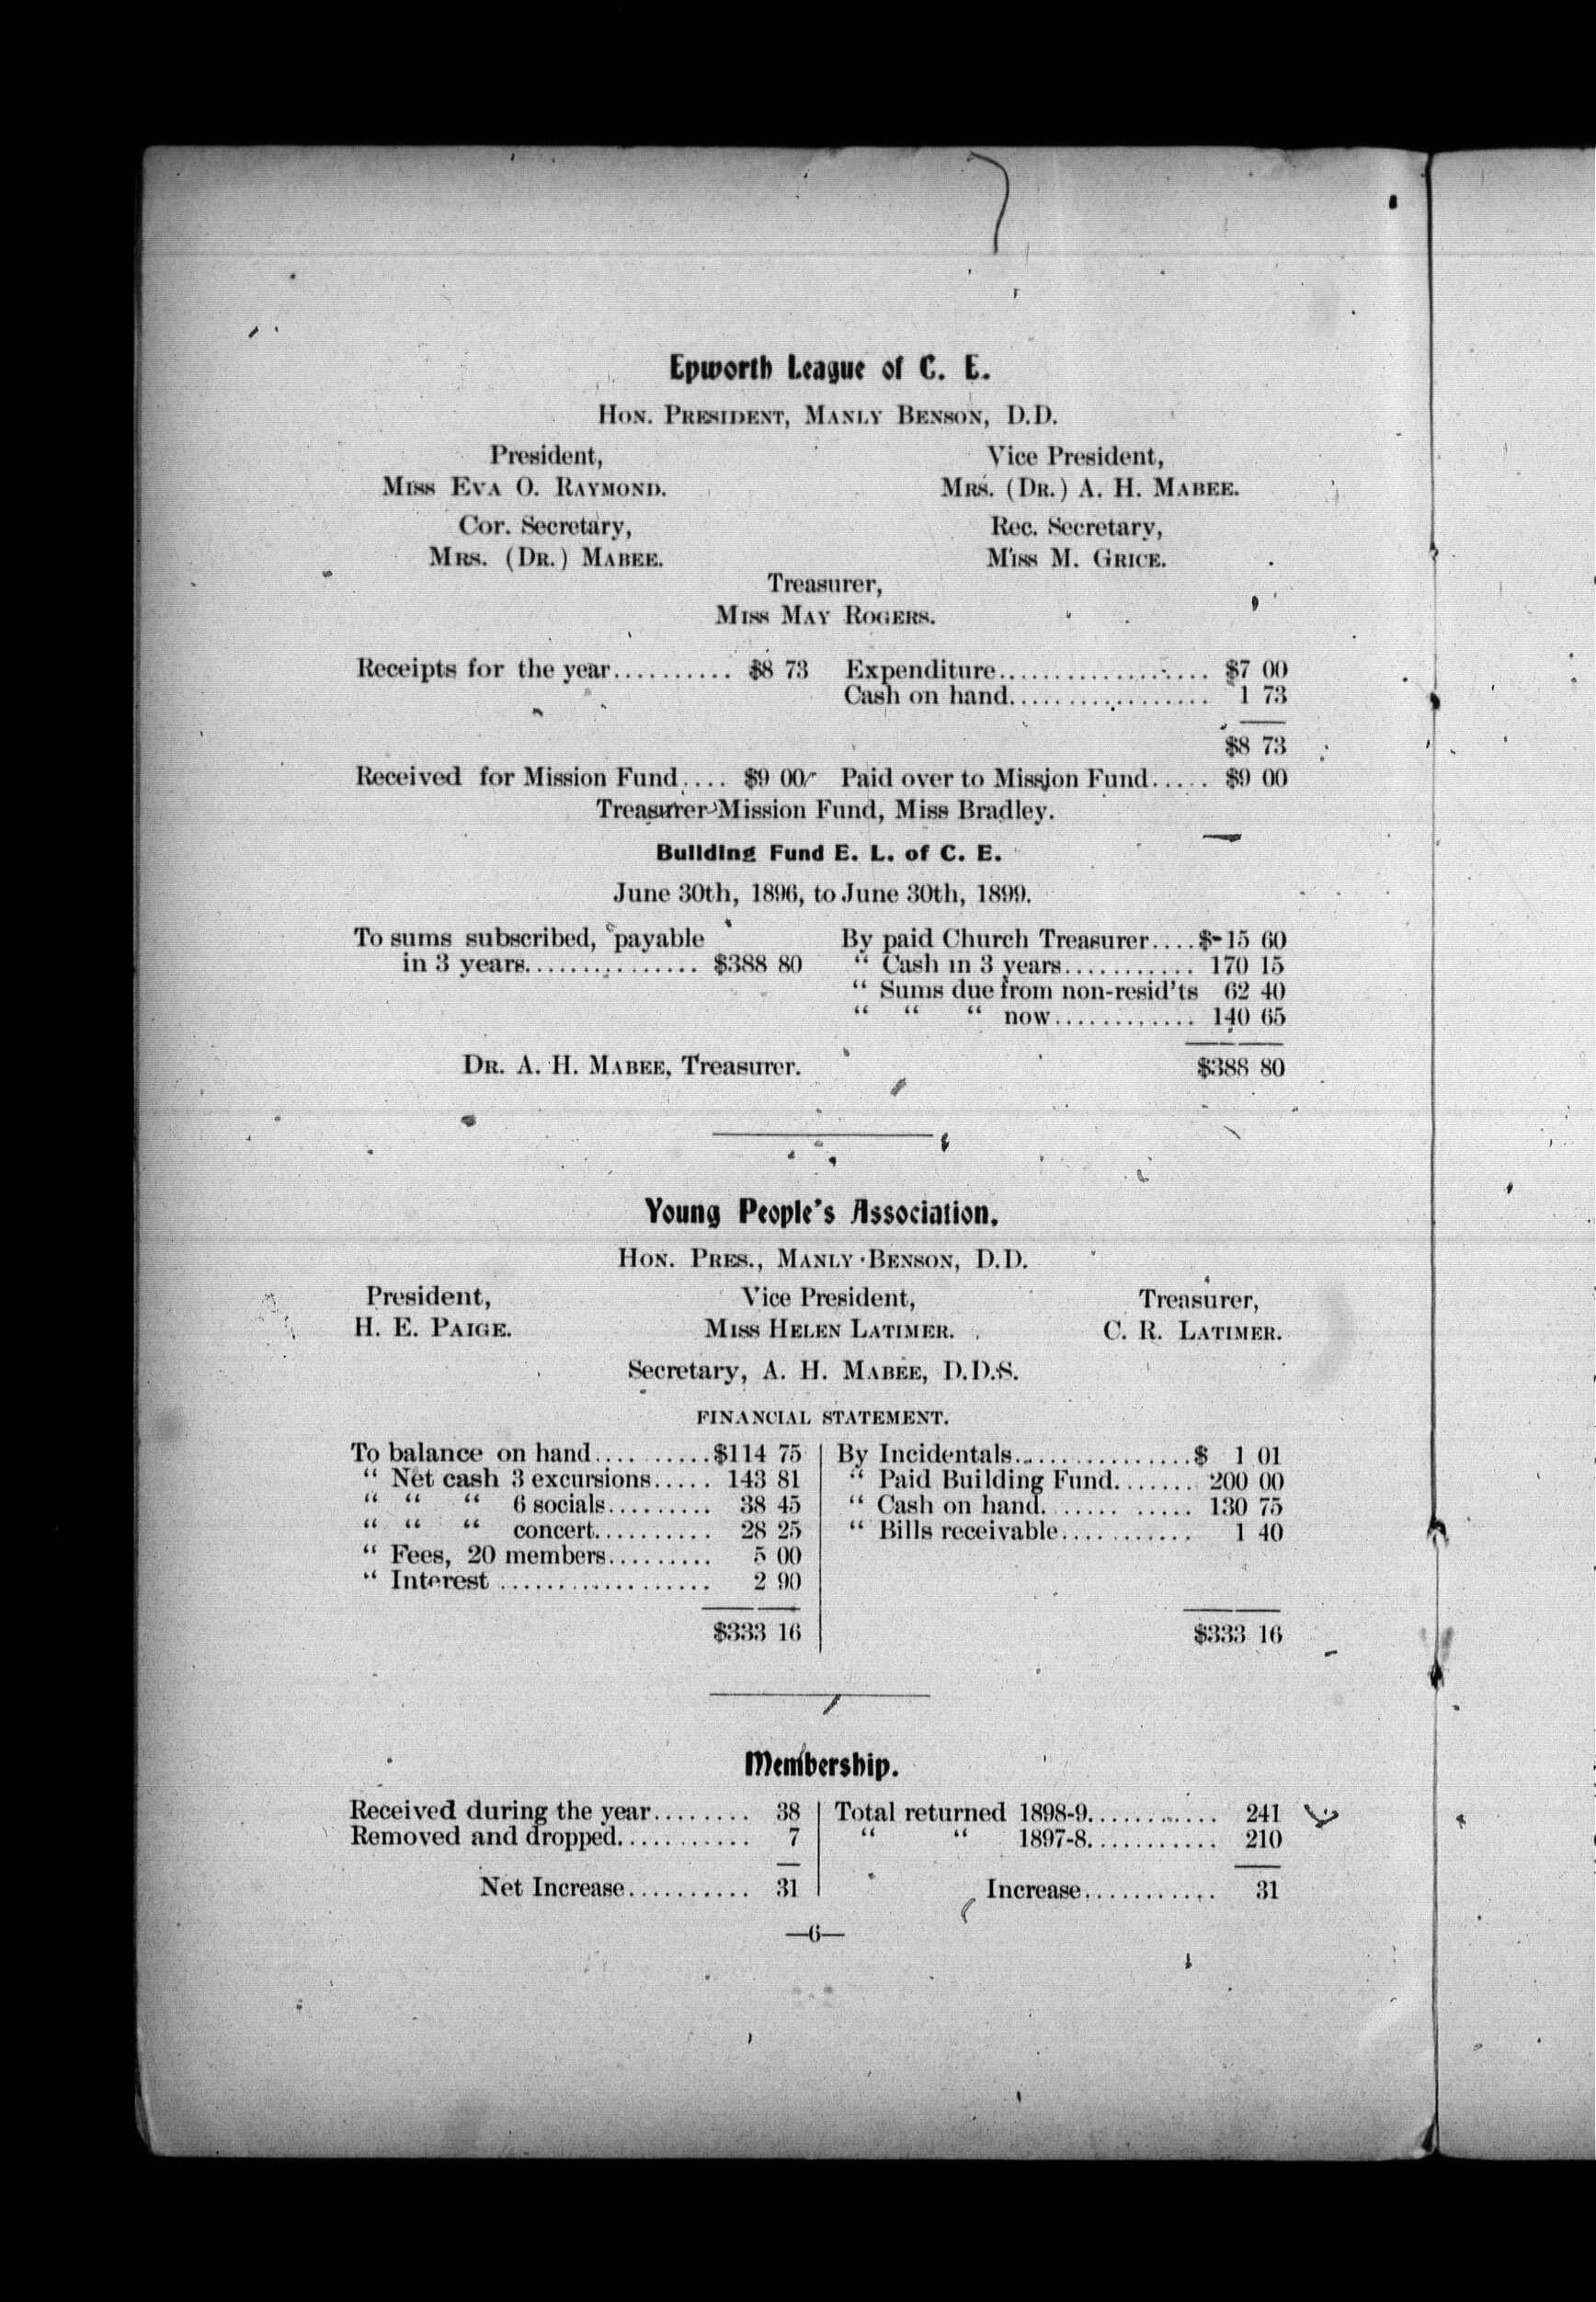 Epworth League of C. E.
HON. PRESIDENT, MANLY BENSON, D.D.
President, Vice President,
MISS EVA O. RAYMOND. MRS. (DR.) A. H. MABEE.
Cor. Secretary, Rec. Secretary,
MRS. (DR.) MABEE. MISS M. GRICE.
Treasurer,
MISS MAY ROGERS.
Receipts for the year.......... $8 73 Expenditure.................. $7 00
Cash on hand................. 1 73
$8 73
Received for Mission Fund.... $9 00 Paid over to Mission Fund..... $9 00
Treasurer Mission Fund, Miss Bradley.
Building Fund E. L. of C. E.
June 30th, 1896, to June 30th, 1899.
To sums subscribed, payable By paid Church Treasurer.... $ 15 60
in 3 years............... $388 80 “ Cash in 3 years........... 170 15
“ Sums due from non-resid’ts 62 40
“ “ “ now............ 140 65
DR. A. H. MABEE, Treasurer. $388 80
Young People’s Association.
HON. PRES., MANLY BENSON, D.D.
President, Vice President, Treasurer,
H. E. PAIGE. MISS HELEN LATIMER. C. R. LATIMER.
Secretary, A. H. MABEE, D.D.S.
FINANCIAL STATEMENT.
To balance on hand..........$114 75 By Incidentals...............$ 1 01
“ Net cash 3 excursions..... 143 81 “ Paid Building Fund....... 200 00
“ “ “ 6 socials......... 38 45 “ Cash on hand............ 130 75
“ “ “ concert.......... 28 25 “ Bills receivable........... 1 40
“ Fees, 20 members......... 5 00
“ Interest .................. 2 90
$333 16 $333 16
Membership.
Received during the year........ 38 Total returned 1898-9........... 241
Removed and dropped........... 7 “ “ 1897-8........... 210
Net Increase.......... 31 Increase........... 31
—6—